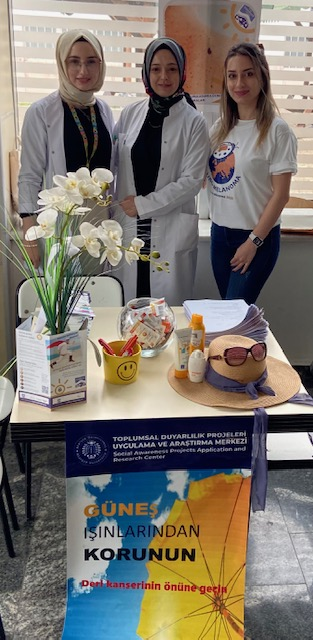 MELANOMA
TOPLUMSAL DUYARLILIK PROJELERİ
UYGULAMA VE ARAŞTIRMA MERKEZİ
Social Awareness Projects Application and
Research Center
GÜNEŞ
IŞINLARINDAN
KORUNUN
Deri kanserinin önüne geçin